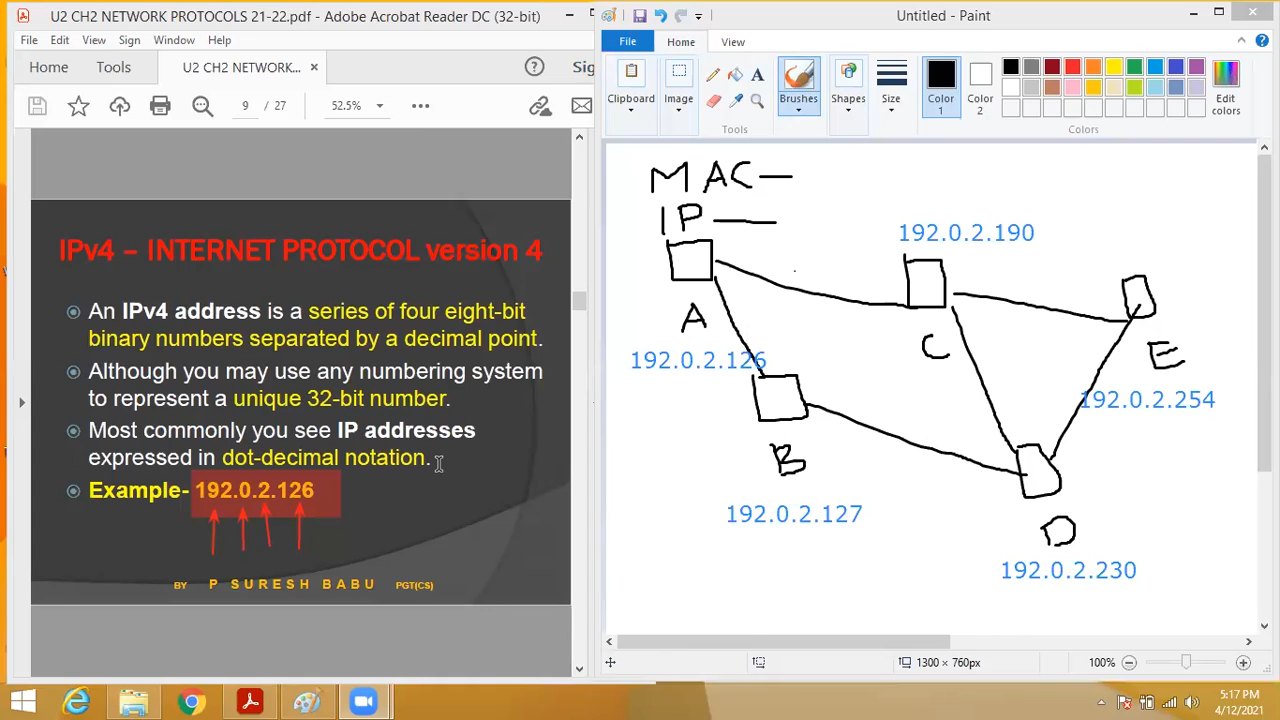 U2 CH2 NETWORK PROTOCOLS 21-22.pdf - Adobe Acrobat Reader DC (32-bit)
File Edit View Sign Window Help
Home Tools U2 CH2 NETWORK... × Sig
9 / 27 52.5%
IPv4 – INTERNET PROTOCOL version 4
An IPv4 address is a series of four eight-bit
binary numbers separated by a decimal point.
Although you may use any numbering system
to represent a unique 32-bit number.
Most commonly you see IP addresses
expressed in dot-decimal notation.
Example- 192.0.2.126
BY P SURESH BABU PGT(CS)
Untitled - Paint
File Home View
Clipboard Image Tools Brushes Shapes Size Color 1 Color 2 Colors Edit colors
MAC—
IP—
192.0.2.190
A
C
E
192.0.2.126
192.0.2.254
B
192.0.2.127
D
192.0.2.230
1300 × 760px 100%
5:17 PM
4/12/2021